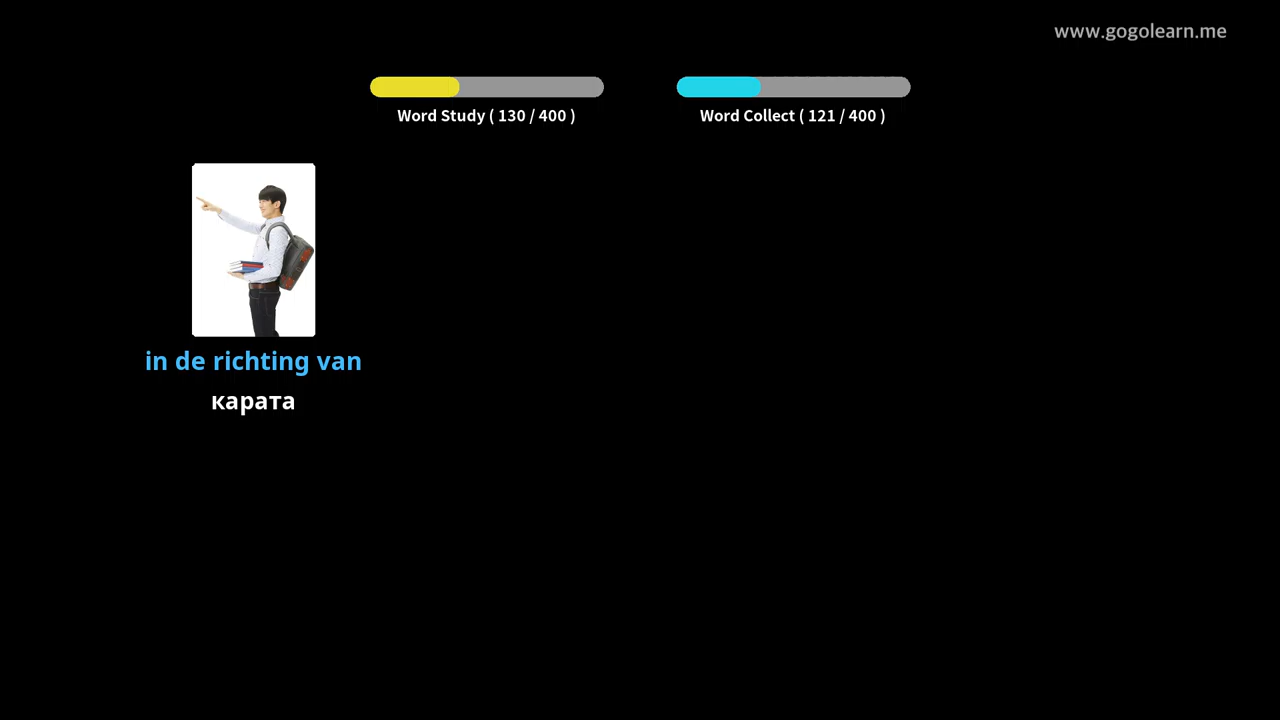 www.gogolearn.me
Word Study ( 130 / 400 )
Word Collect ( 121 / 400 )
in de richting van
карата